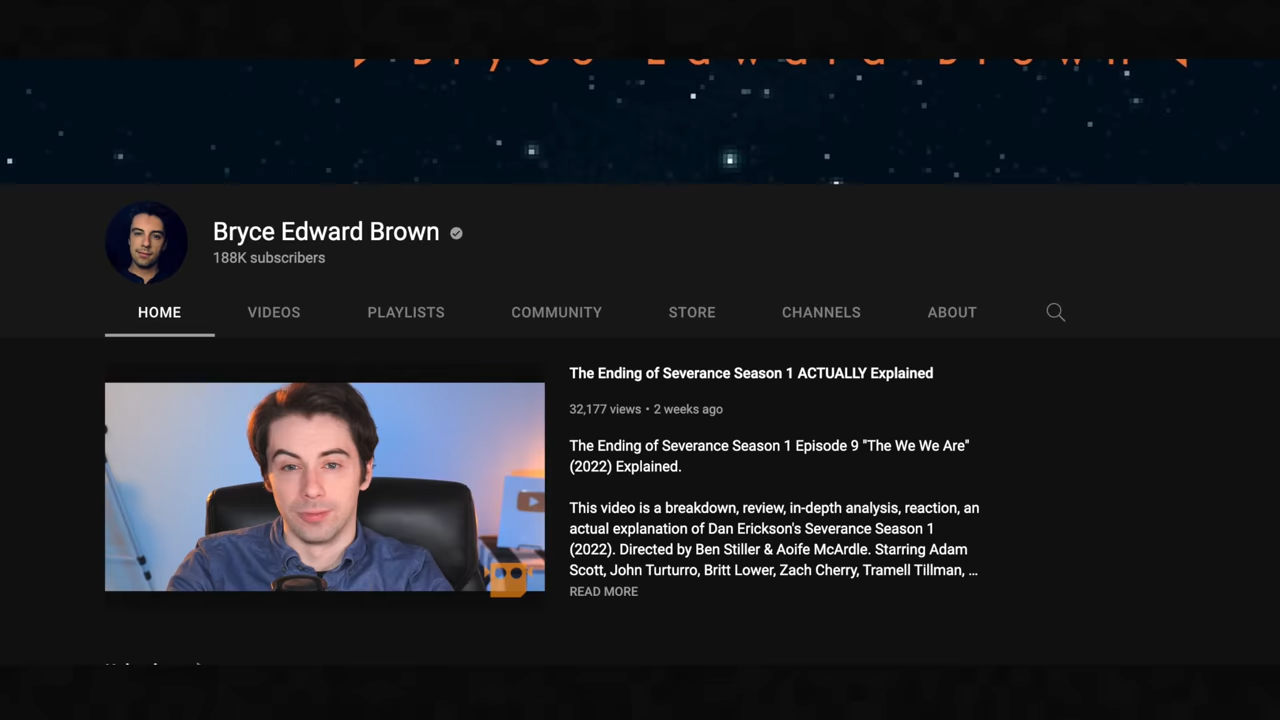 Bryce Edward Brown
Bryce Edward Brown
188K subscribers
HOME VIDEOS PLAYLISTS COMMUNITY STORE CHANNELS ABOUT
The Ending of Severance Season 1 ACTUALLY Explained
32,177 views • 2 weeks ago
The Ending of Severance Season 1 Episode 9 "The We We Are"
(2022) Explained.
This video is a breakdown, review, in-depth analysis, reaction, an
actual explanation of Dan Erickson's Severance Season 1
(2022). Directed by Ben Stiller & Aoife McArdle. Starring Adam
Scott, John Turturro, Britt Lower, Zach Cherry, Tramell Tillman, ...
READ MORE